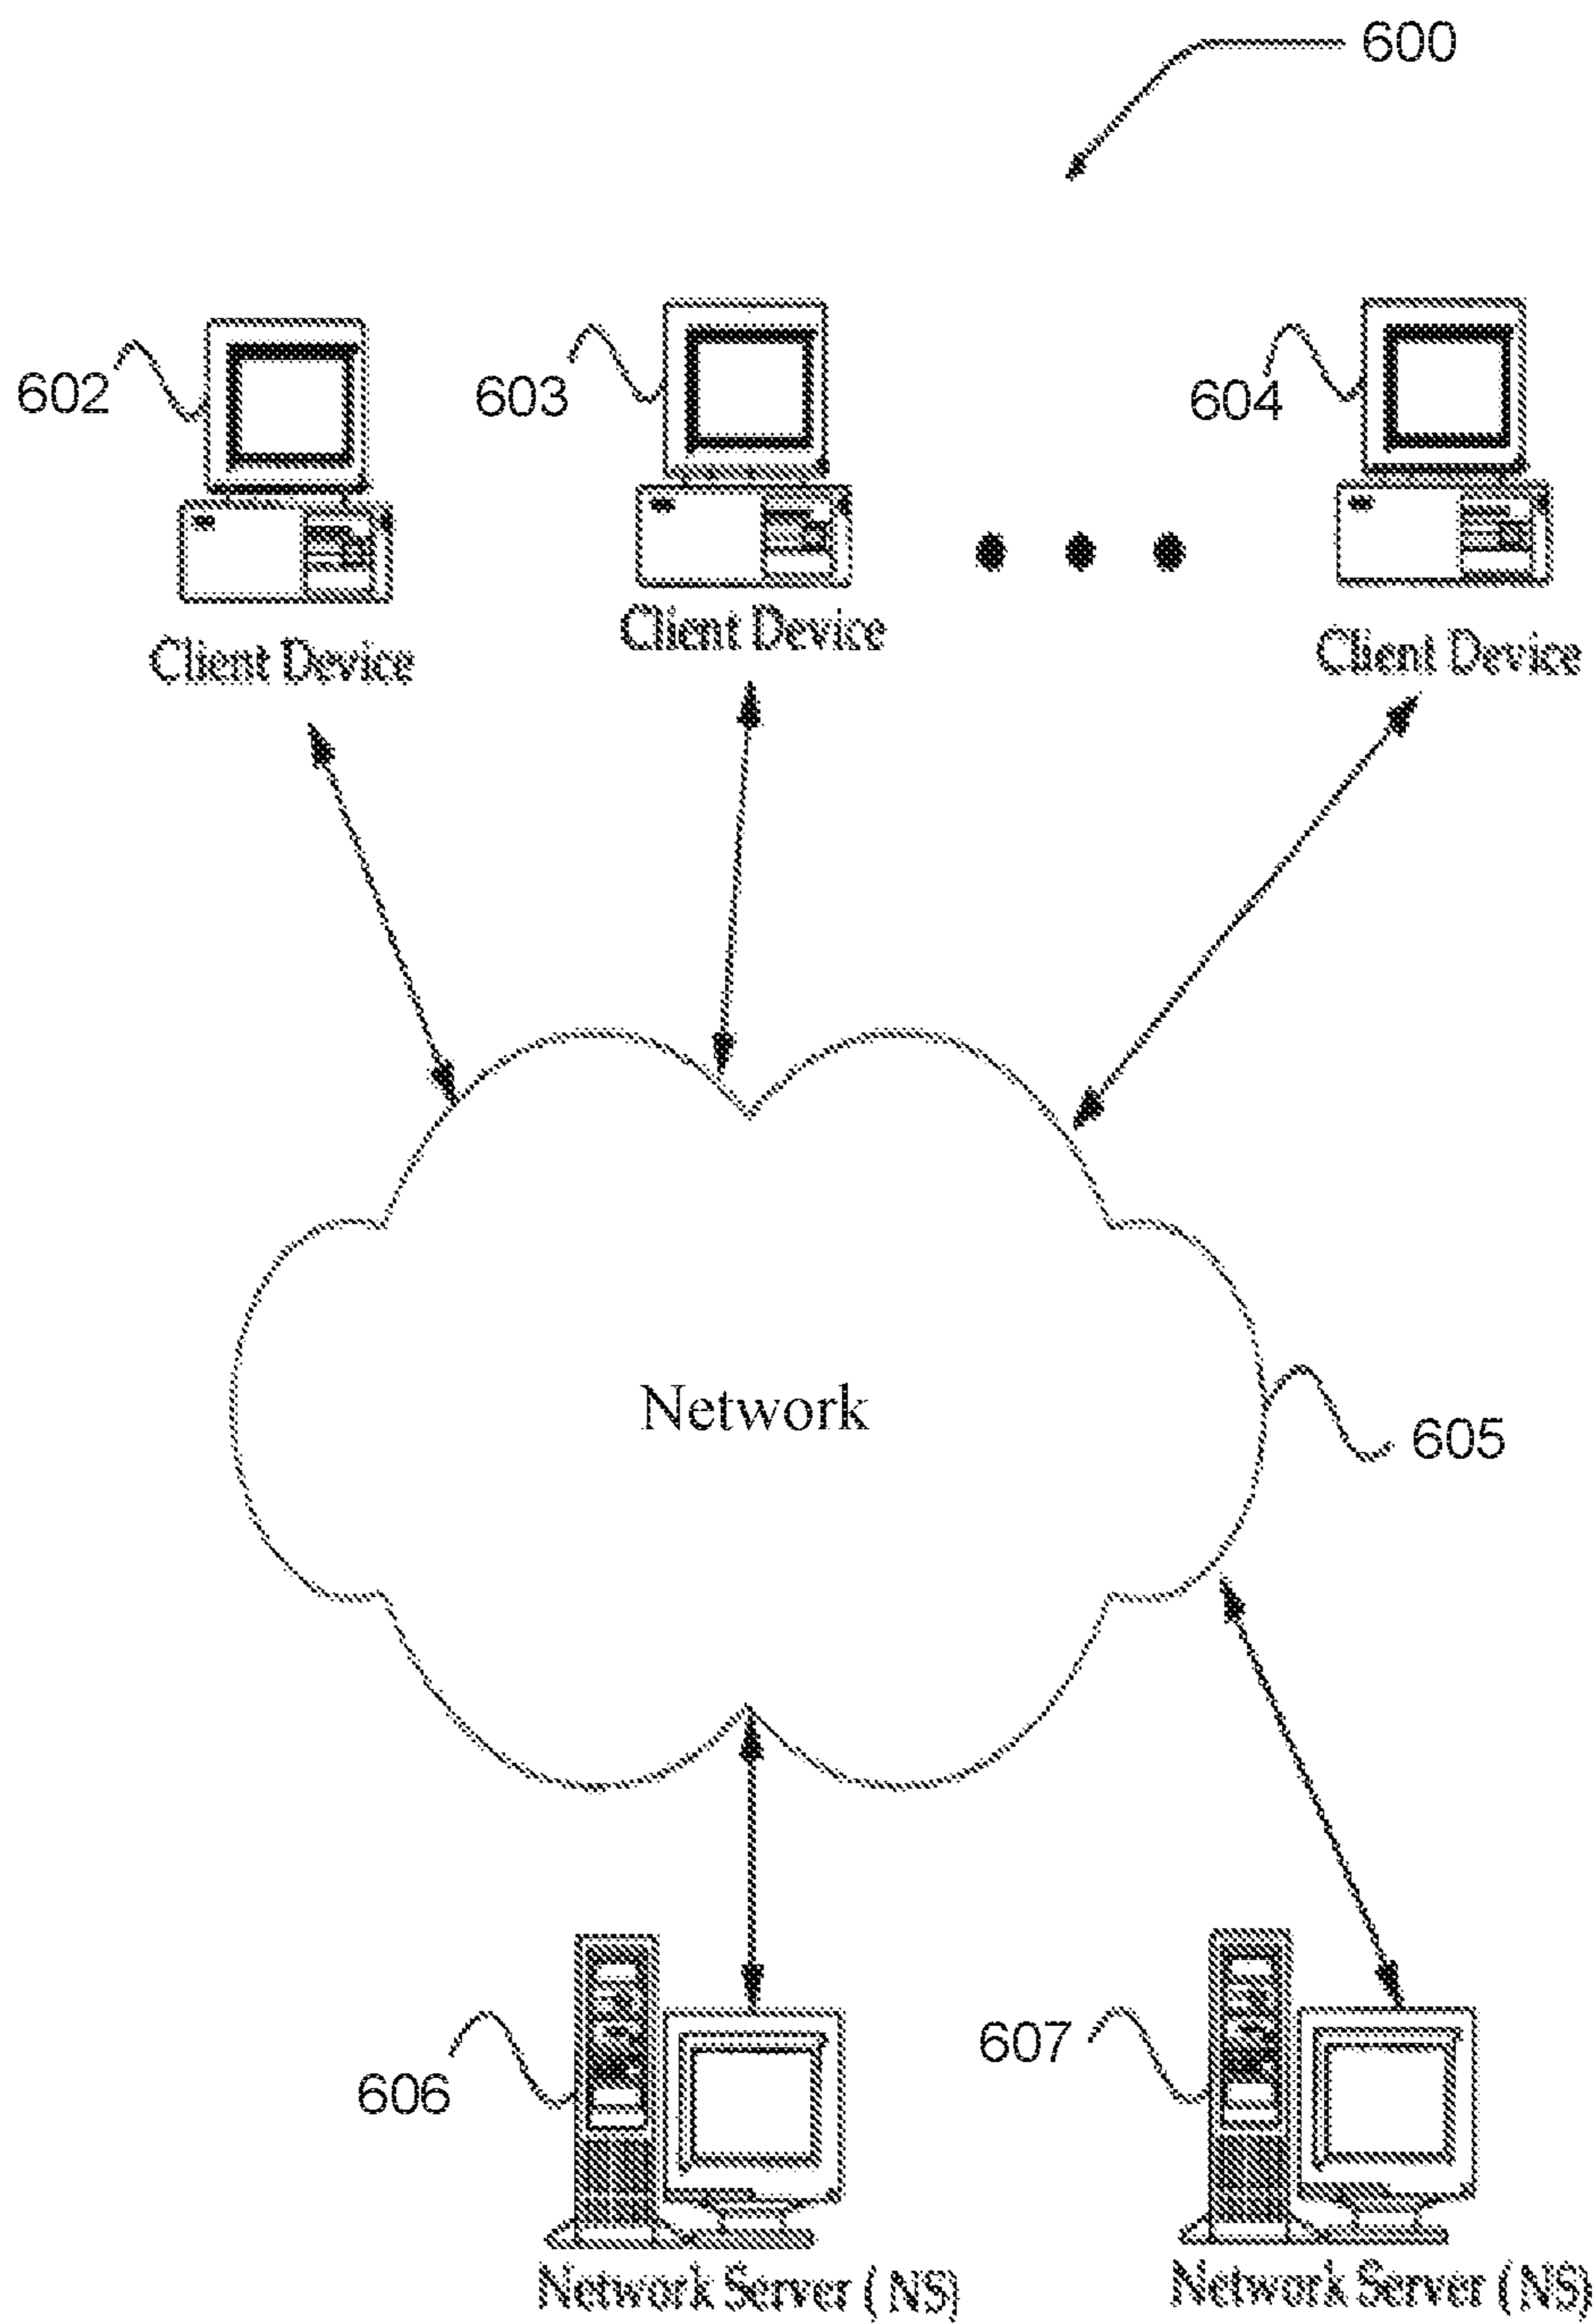 600
602
603
604
Client Device
Client Device
Client Device
Network
605
606
607
Network Server (NS)
Network Server (NS)